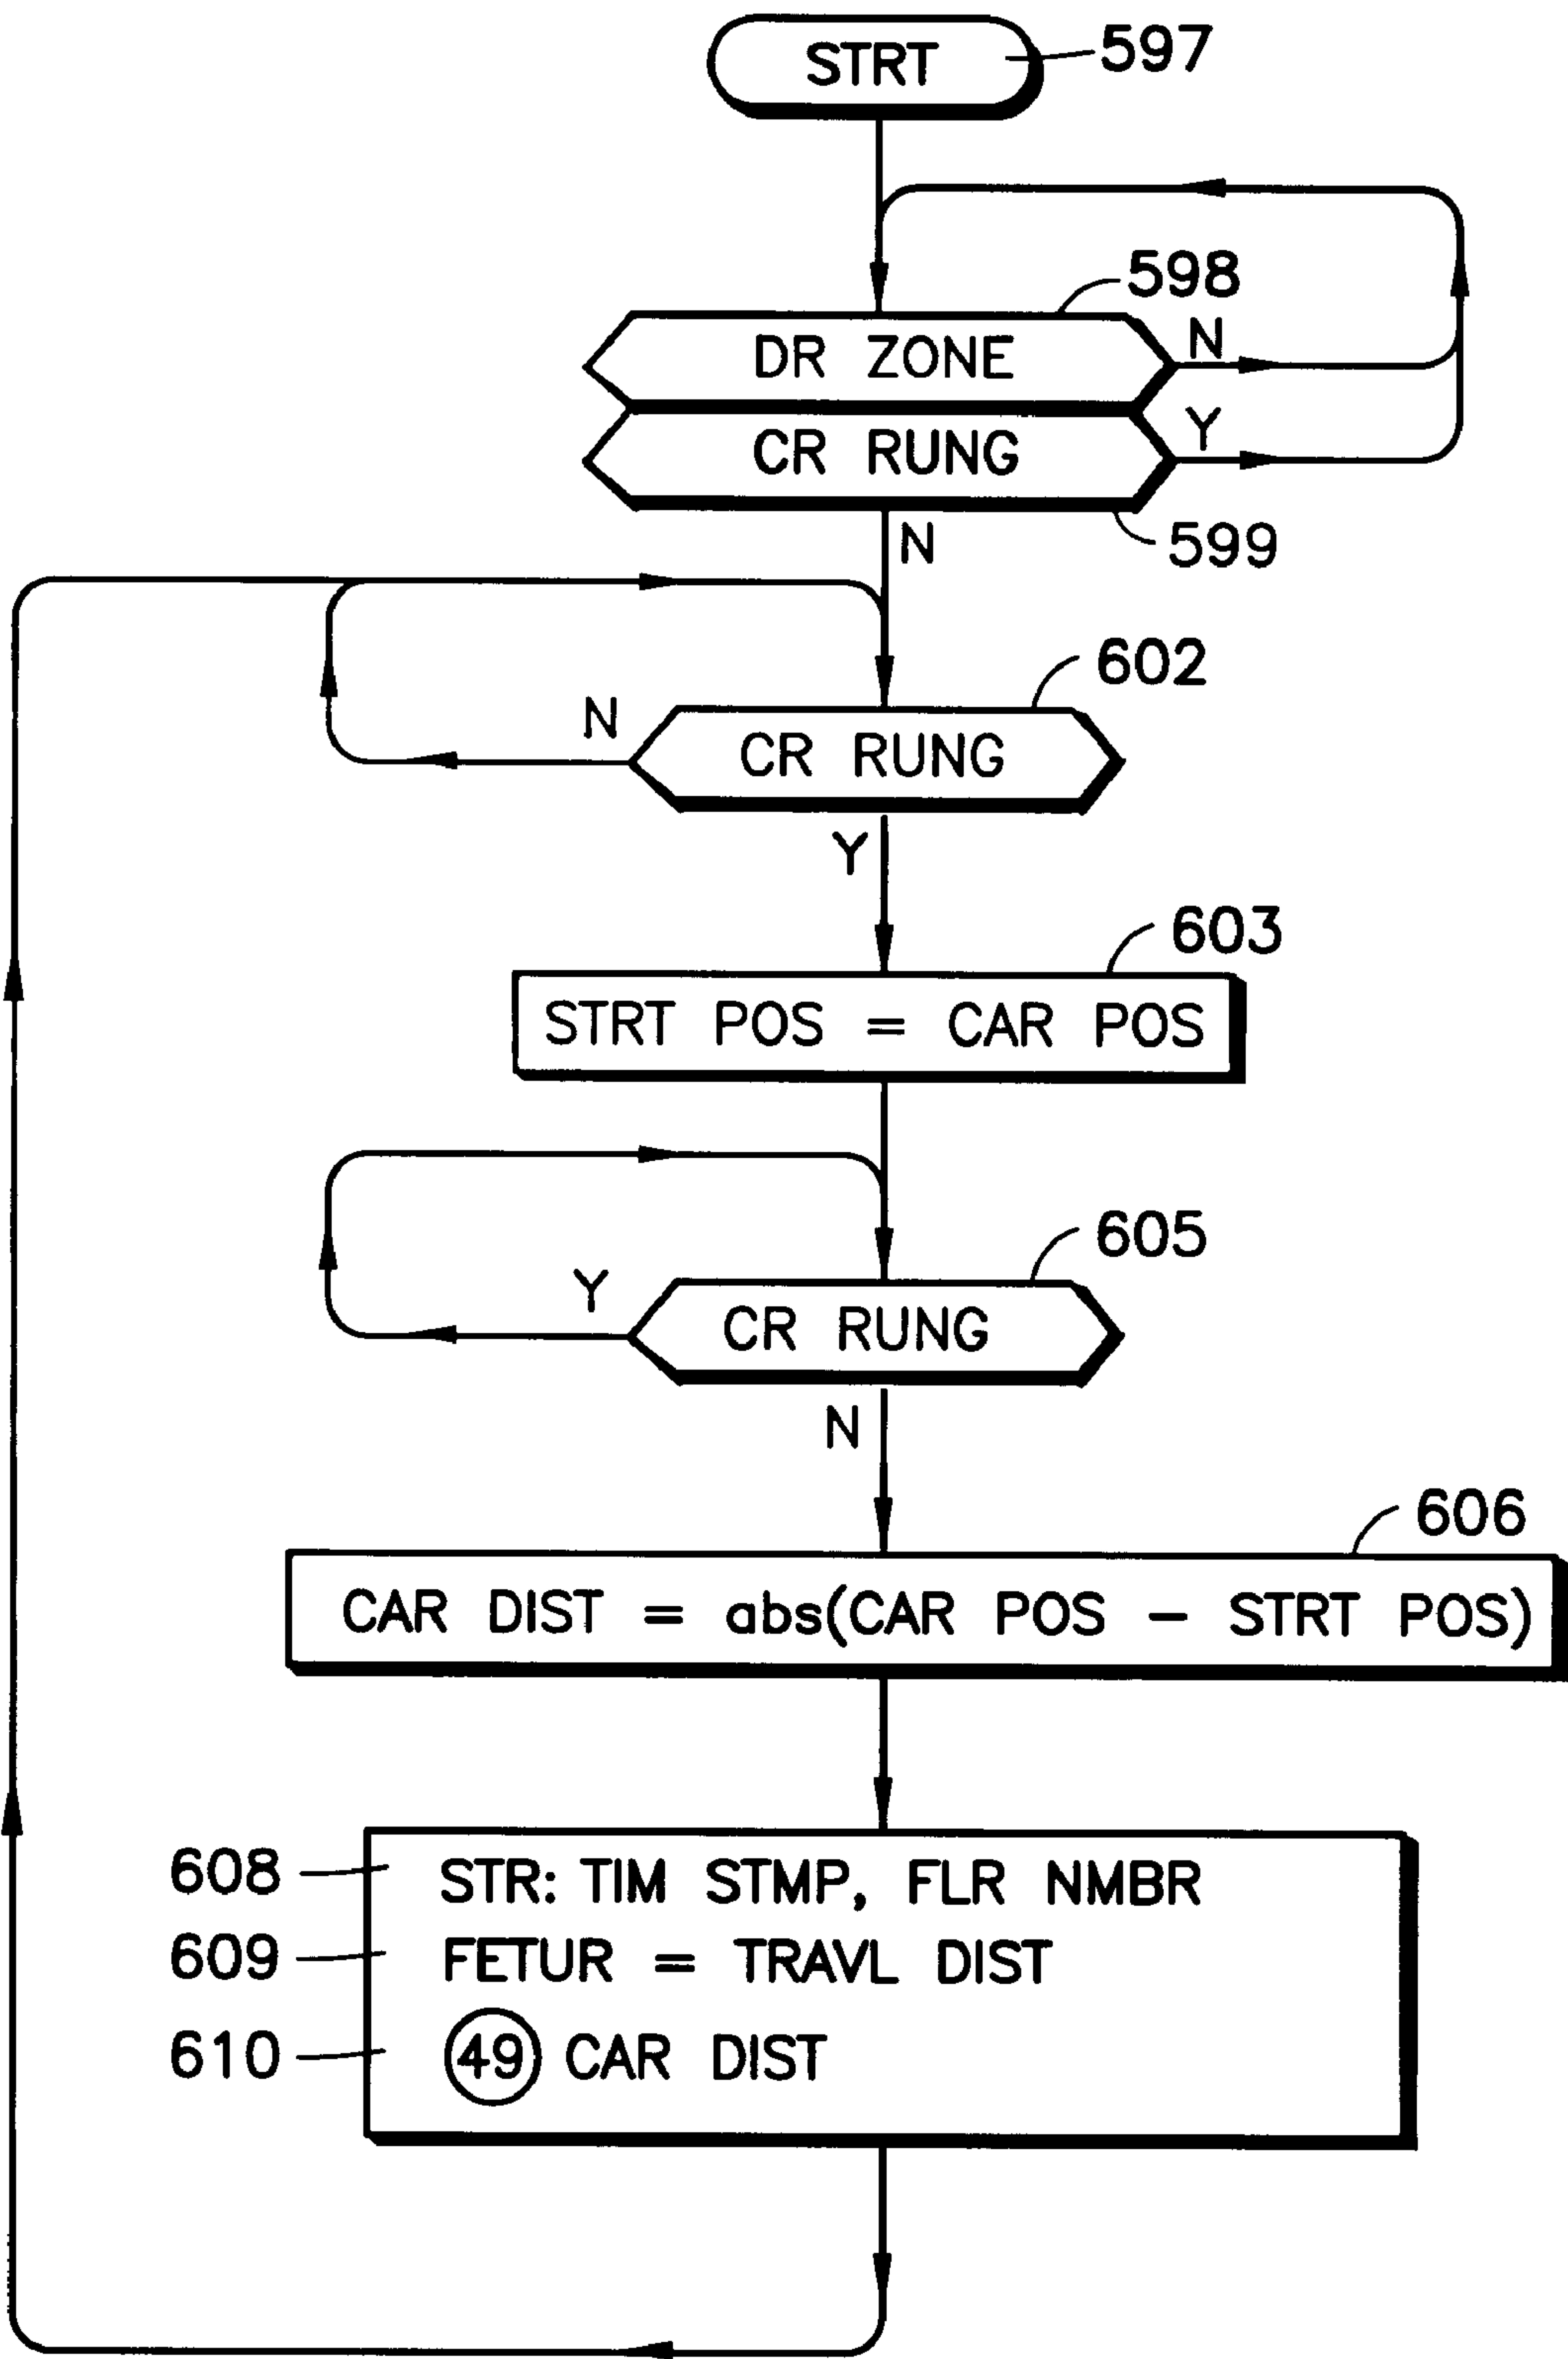 STRT 597
598
DR ZONE N
CR RUNG Y
N 599
602
N CR RUNG
Y
603
STRT POS = CAR POS
605
Y CR RUNG
N
606
CAR DIST = abs(CAR POS - STRT POS)
608 STR: TIM STMP, FLR NMBR
609 FETUR = TRAVL DIST
610 49 CAR DIST